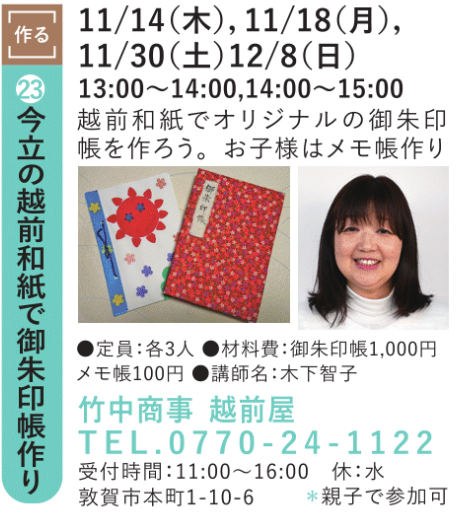 作る
㉓今立の越前和紙で御朱印帳作り
11/14(木), 11/18(月),
11/30(土)12/8(日)
13:00〜14:00,14:00〜15:00
越前和紙でオリジナルの御朱印
帳を作ろう。お子様はメモ帳作り
御朱印帳
●定員:各3人 ●材料費:御朱印帳1,000円
メモ帳100円 ●講師名:木下智子
竹中商事 越前屋
TEL.0770-24-1122
受付時間:11:00〜16:00 休:水
敦賀市本町1-10-6 *親子で参加可